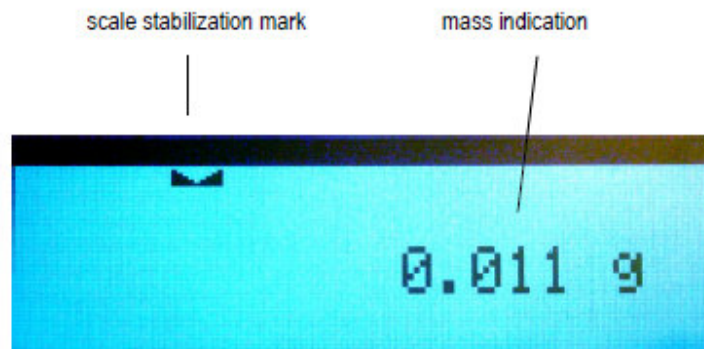 scale stabilization mark
mass indication
0.011 g